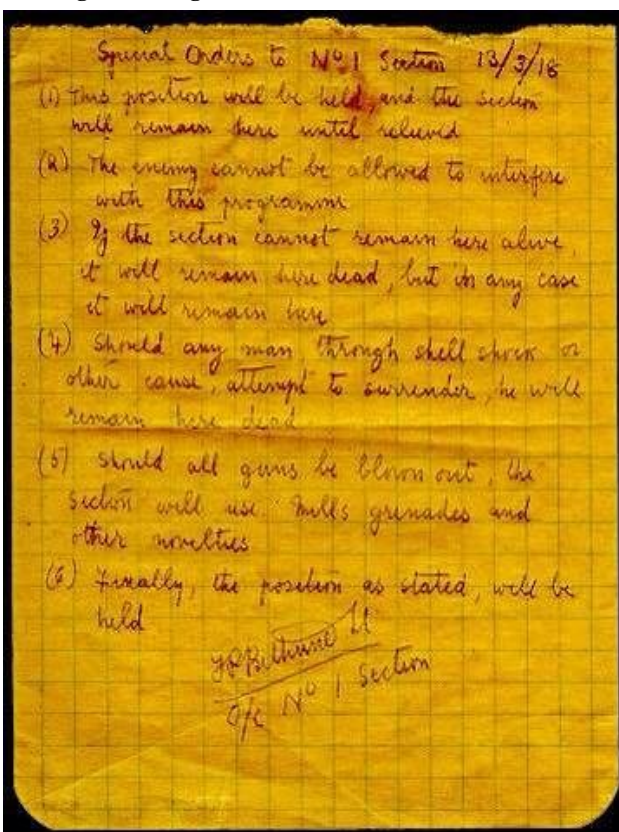 Special Orders to No 1 Section 13/3/18
(1) This position will be held, and the section
will remain here until relieved
(2) The enemy cannot be allowed to interfere
with this programme
(3) If the section cannot remain here alive,
it will remain here dead, but in any case
it will remain here
(4) Should any man, through shell shock or
other cause, attempt to surrender, he will
remain here dead
(5) Should all guns be blown out, the
section will use Mills grenades and
other novelties
(6) Finally, the position as stated, will be
held
F P Bethune Lt
O/C No 1 Section